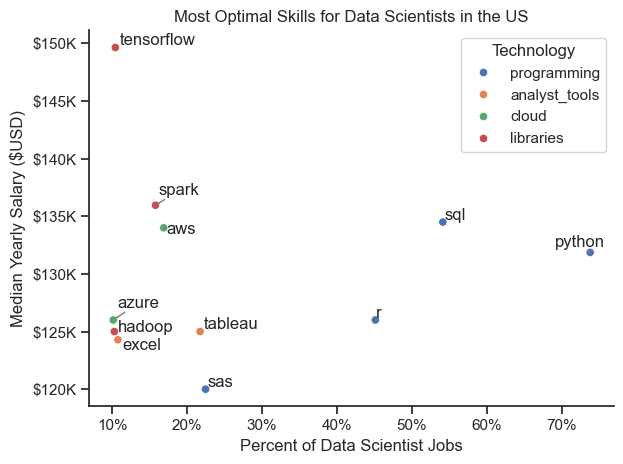 Most Optimal Skills for Data Scientists in the US
$150K
$145K
$140K
$135K
$130K
$125K
$120K
Median Yearly Salary ($USD)
tensorflow
spark
aws
sql
python
azure
hadoop
excel
tableau
r
sas
Technology
programming
analyst_tools
cloud
libraries
10% 20% 30% 40% 50% 60% 70%
Percent of Data Scientist Jobs